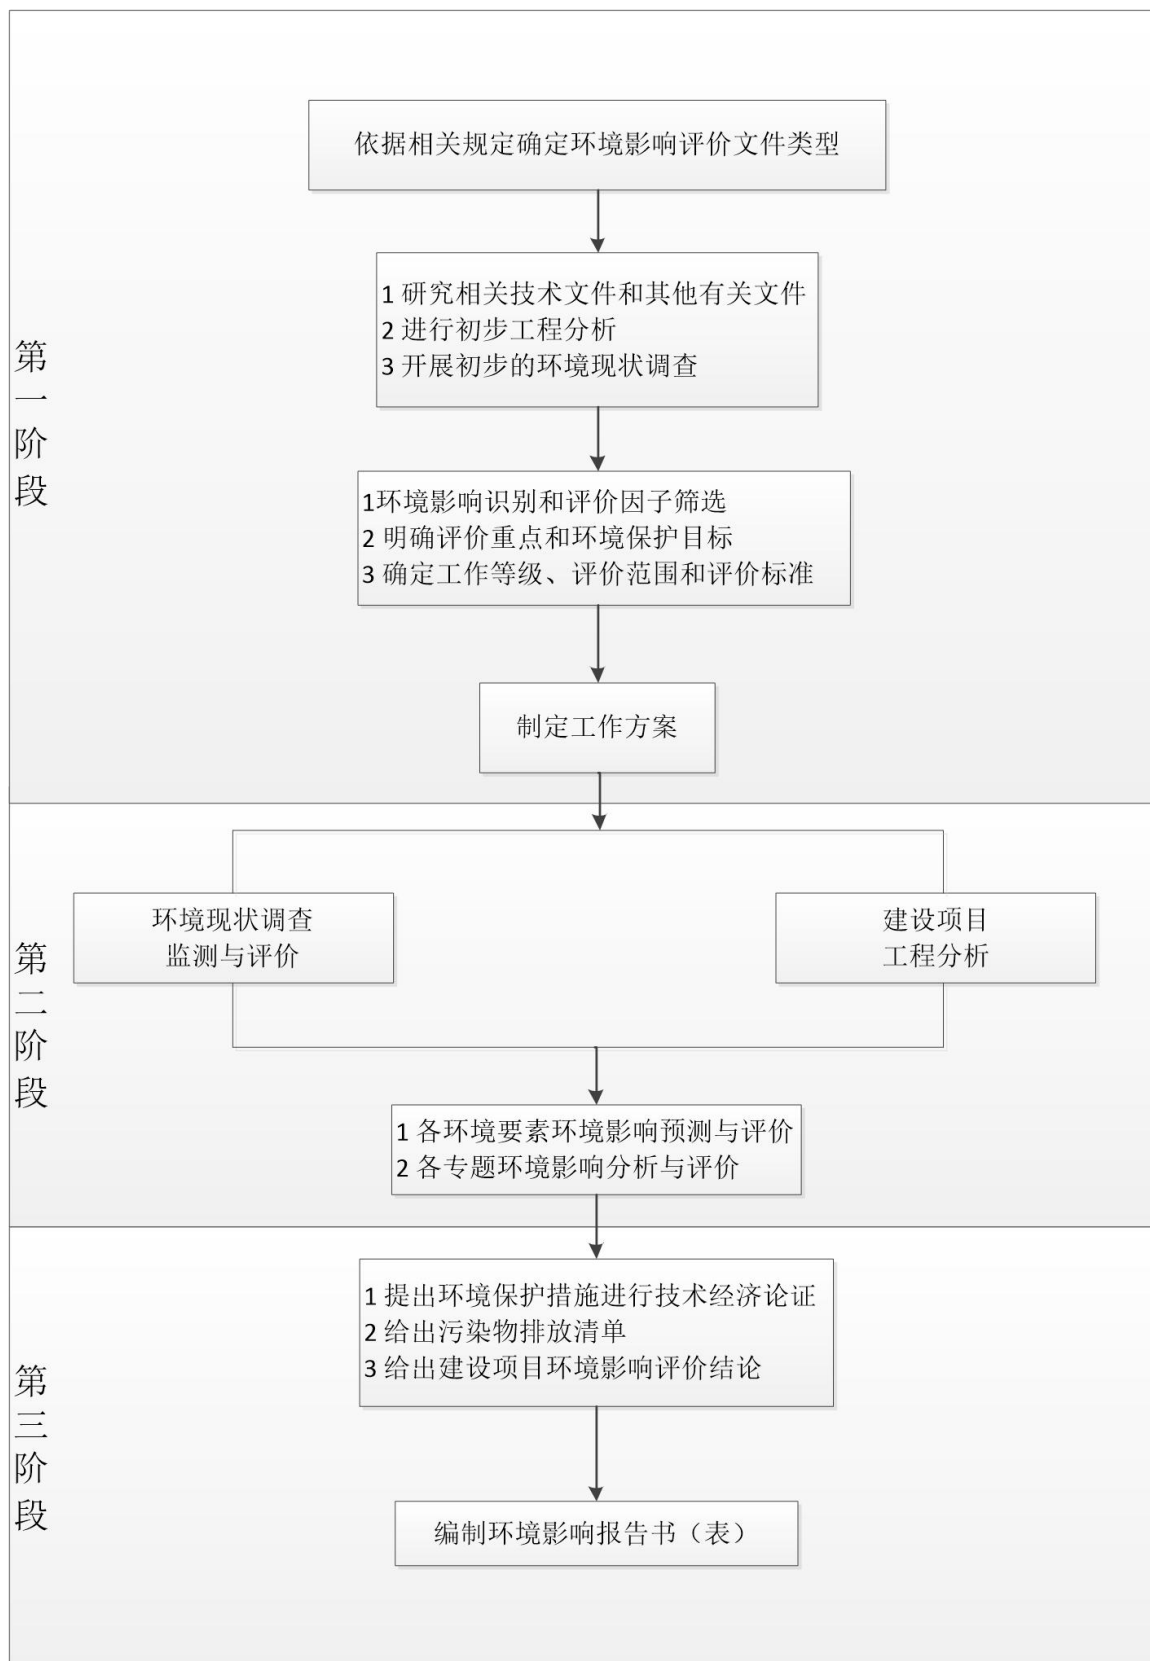 依据相关规定确定环境影响评价文件类型
1 研究相关技术文件和其他有关文件
2 进行初步工程分析
3 开展初步的环境现状调查
第一阶段
1环境影响识别和评价因子筛选
2 明确评价重点和环境保护目标
3 确定工作等级、评价范围和评价标准
制定工作方案
环境现状调查
监测与评价
建设项目
工程分析
第二阶段
1 各环境要素环境影响预测与评价
2 各专题环境影响分析与评价
1 提出环境保护措施进行技术经济论证
2 给出污染物排放清单
3 给出建设项目环境影响评价结论
第三阶段
编制环境影响报告书（表）